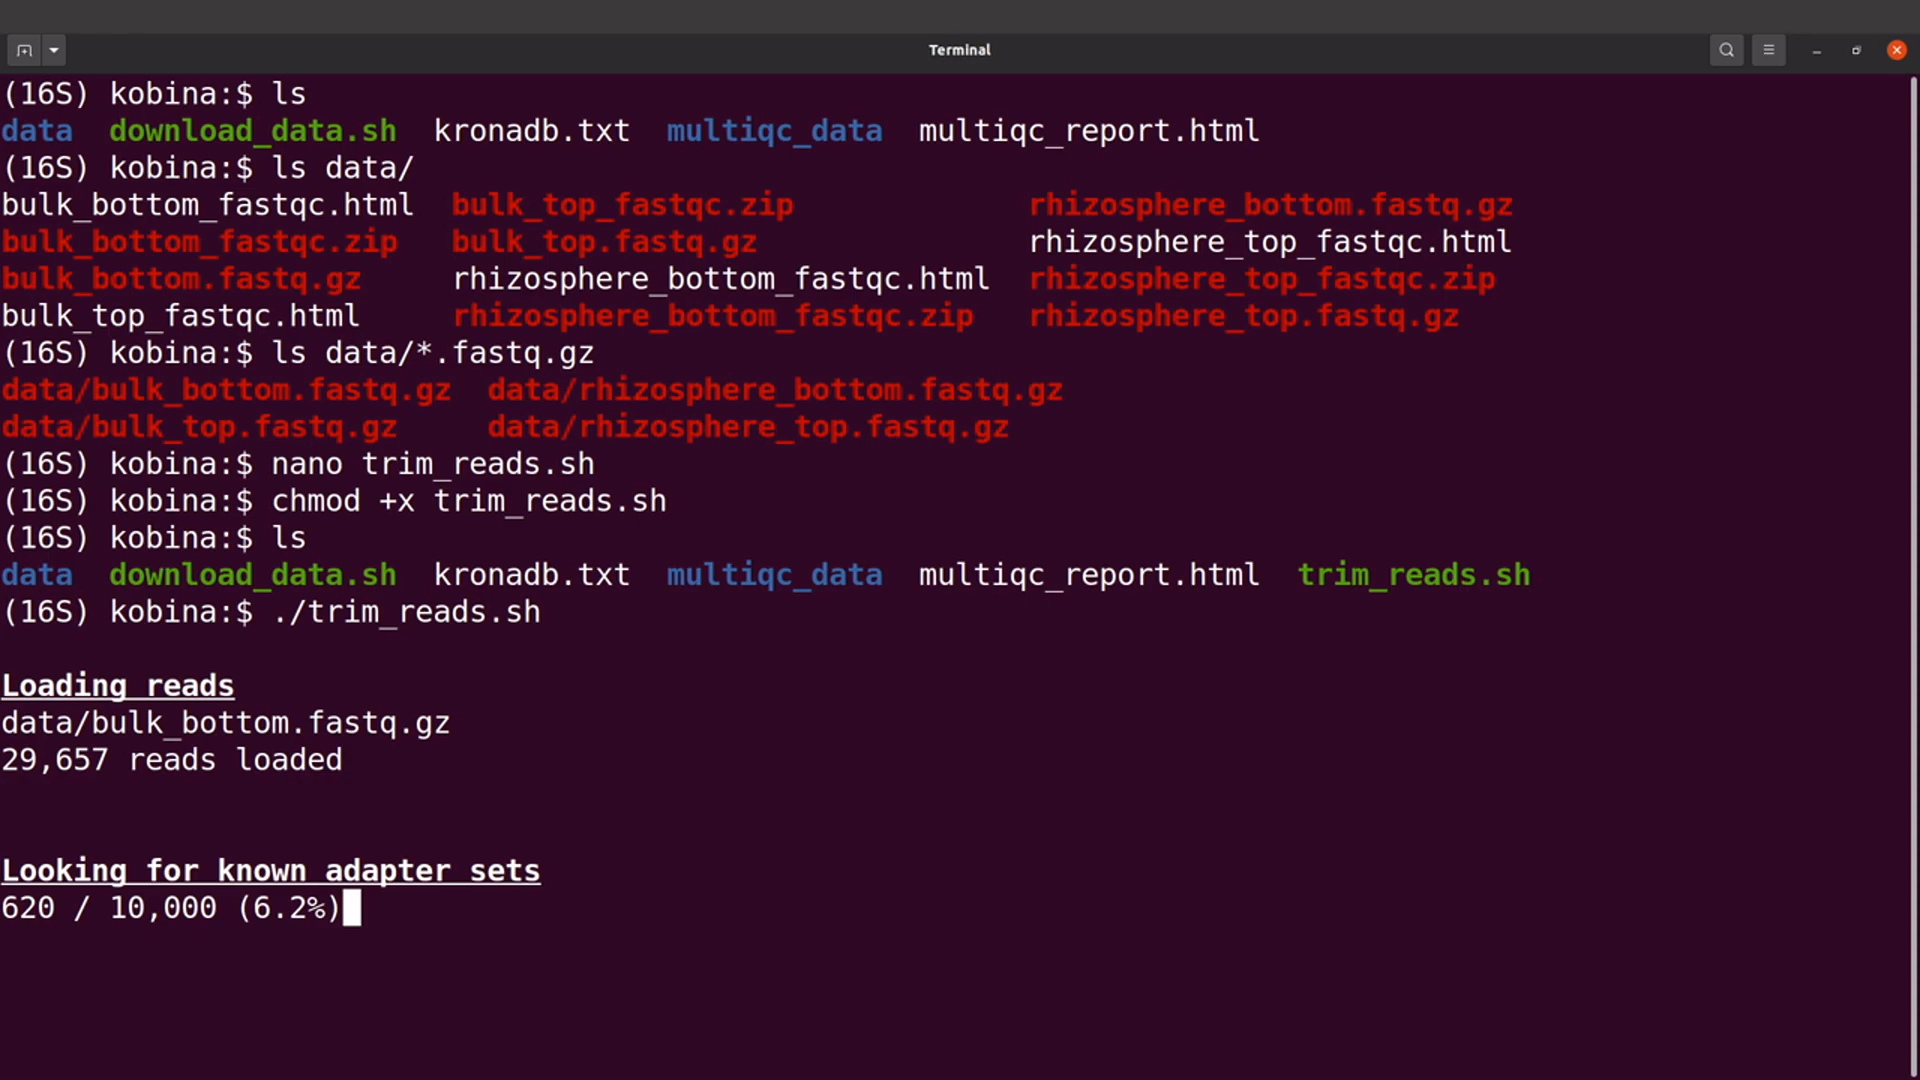 Terminal
(16S) kobina:$ ls
data  download_data.sh  kronadb.txt  multiqc_data  multiqc_report.html
(16S) kobina:$ ls data/
bulk_bottom_fastqc.html  bulk_top_fastqc.zip  rhizosphere_bottom.fastq.gz
bulk_bottom_fastqc.zip  bulk_top.fastq.gz  rhizosphere_top_fastqc.html
bulk_bottom.fastq.gz  rhizosphere_bottom_fastqc.html  rhizosphere_top_fastqc.zip
bulk_top_fastqc.html  rhizosphere_bottom_fastqc.zip  rhizosphere_top.fastq.gz
(16S) kobina:$ ls data/*.fastq.gz
data/bulk_bottom.fastq.gz  data/rhizosphere_bottom.fastq.gz
data/bulk_top.fastq.gz  data/rhizosphere_top.fastq.gz
(16S) kobina:$ nano trim_reads.sh
(16S) kobina:$ chmod +x trim_reads.sh
(16S) kobina:$ ls
data  download_data.sh  kronadb.txt  multiqc_data  multiqc_report.html  trim_reads.sh
(16S) kobina:$ ./trim_reads.sh
Loading reads
data/bulk_bottom.fastq.gz
29,657 reads loaded
Looking for known adapter sets
620 / 10,000 (6.2%)